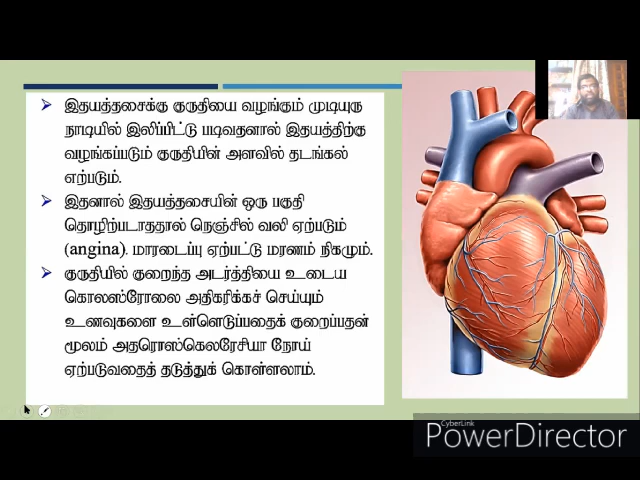 ➢ இதயத்தசைக்கு குருதியை வழங்கும் முடியுரு
நாடியில் இலிப்பிட்டு படிவதனால் இதயத்திற்கு
வழங்கப்படும் குருதியின் அளவில் தடங்கல்
ஏற்படும்.
➢ இதனால் இதயத்தசையின் ஒரு பகுதி
தொழிற்படாததால் நெஞ்சில் வலி ஏற்படும்
(angina). மாரடைப்பு ஏற்பட்டு மரணம் நிகழும்.
➢ குருதியில் குறைந்த அடர்த்தியை உடைய
கொலஸ்ரோலை அதிகரிக்கச் செய்யும்
உணவுகளை உள்ளெடுப்பதைக் குறைப்பதன்
மூலம் அதரொஸ்கெலரேசியா நோய்
ஏற்படுவதைத் தடுத்துக் கொள்ளலாம்.
CyberLink
PowerDirector